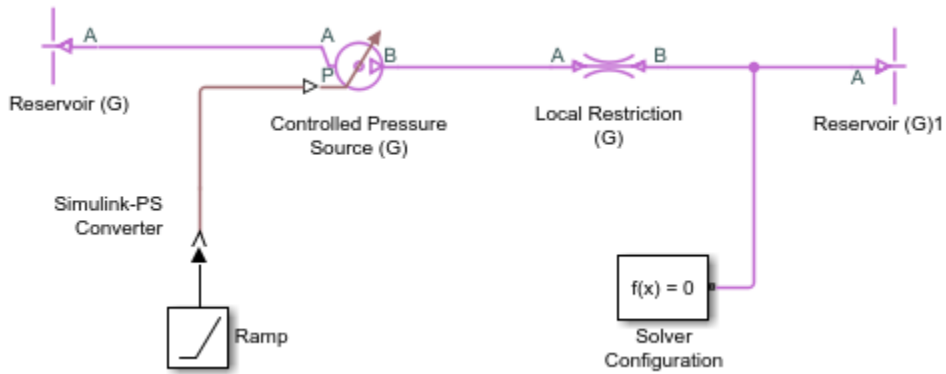 A
A
B
A
B
A
P
Reservoir (G)
Controlled Pressure
Source (G)
Local Restriction
(G)
Reservoir (G)1
Simulink-PS
Converter
f(x) = 0
Ramp
Solver
Configuration